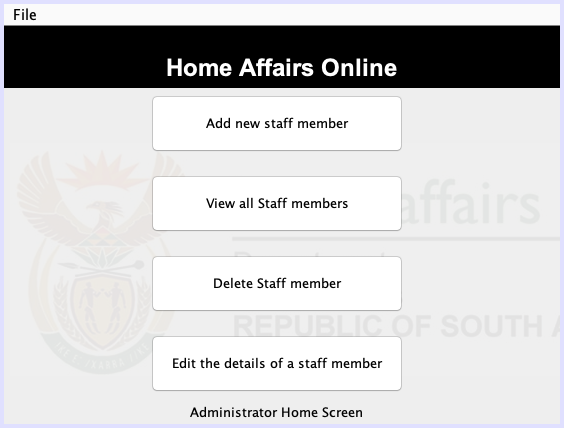 File
Home Affairs Online
Add new staff member
affairs
View all Staff members
Delete Staff member
REPUBLIC OF SOUTH A
Edit the details of a staff member
Administrator Home Screen